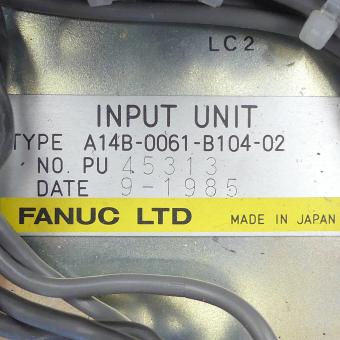 LC2
INPUT UNIT
TYPE A14B-0061-B104-02
NO. PU 45313
DATE 9-1985
FANUC LTD MADE IN JAPAN